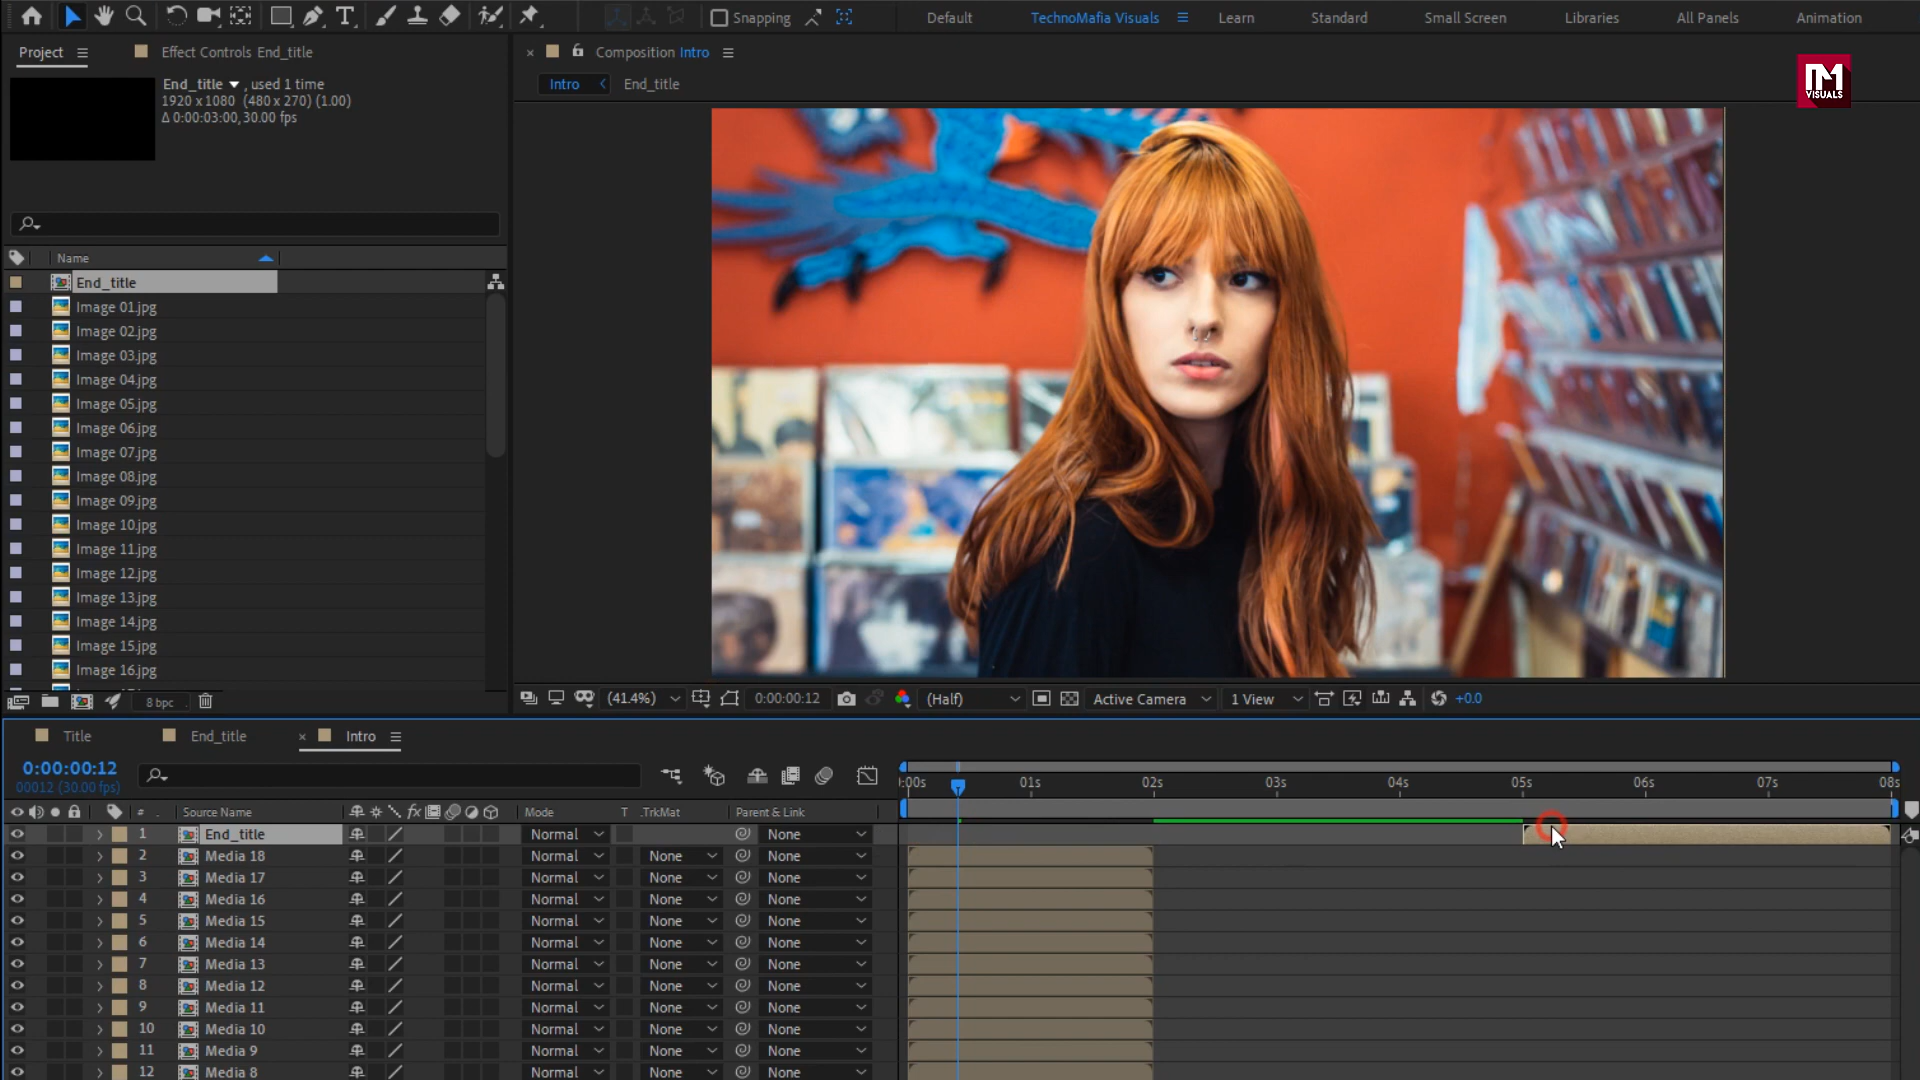 Snapping
Default
TechnoMafia Visuals
Learn
Standard
Small Screen
Libraries
All Panels
Animation
Project
Effect Controls End_title
Composition Intro
Intro
End_title
VISUALS
End_title , used 1 time
1920 x 1080 (480 x 270) (1.00)
Δ 0:00:03:00, 30.00 fps
Name
End_title
Image 01.jpg
Image 02.jpg
Image 03.jpg
Image 04.jpg
Image 05.jpg
Image 06.jpg
Image 07.jpg
Image 08.jpg
Image 09.jpg
Image 10.jpg
Image 11.jpg
Image 12.jpg
Image 13.jpg
Image 14.jpg
Image 15.jpg
Image 16.jpg
8 bpc
(41.4%)
0:00:00:12
(Half)
Active Camera
1 View
+0.0
Title
End_title
Intro
0:00:00:12
00012 (30.00 fps)
:00s 01s 02s 03s 04s 05s 06s 07s 08s
# Source Name fx Mode T .TrkMat Parent & Link
1 End_title Normal None
2 Media 18 Normal None None
3 Media 17 Normal None None
4 Media 16 Normal None None
5 Media 15 Normal None None
6 Media 14 Normal None None
7 Media 13 Normal None None
8 Media 12 Normal None None
9 Media 11 Normal None None
10 Media 10 Normal None None
11 Media 9 Normal None None
12 Media 8 Normal None None